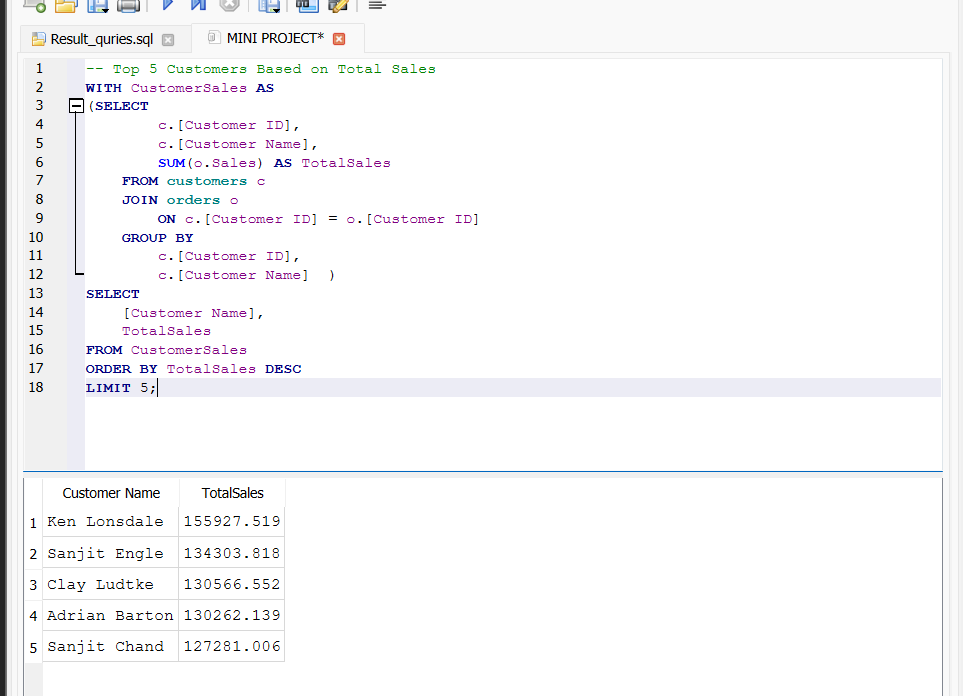 Result_quries.sql MINI PROJECT*
1 -- Top 5 Customers Based on Total Sales
2 WITH CustomerSales AS
3 (SELECT
4 c.[Customer ID],
5 c.[Customer Name],
6 SUM(o.Sales) AS TotalSales
7 FROM customers c
8 JOIN orders o
9 ON c.[Customer ID] = o.[Customer ID]
10 GROUP BY
11 c.[Customer ID],
12 c.[Customer Name] )
13 SELECT
14 [Customer Name],
15 TotalSales
16 FROM CustomerSales
17 ORDER BY TotalSales DESC
18 LIMIT 5;
Customer Name TotalSales
1 Ken Lonsdale 155927.519
2 Sanjit Engle 134303.818
3 Clay Ludtke 130566.552
4 Adrian Barton 130262.139
5 Sanjit Chand 127281.006